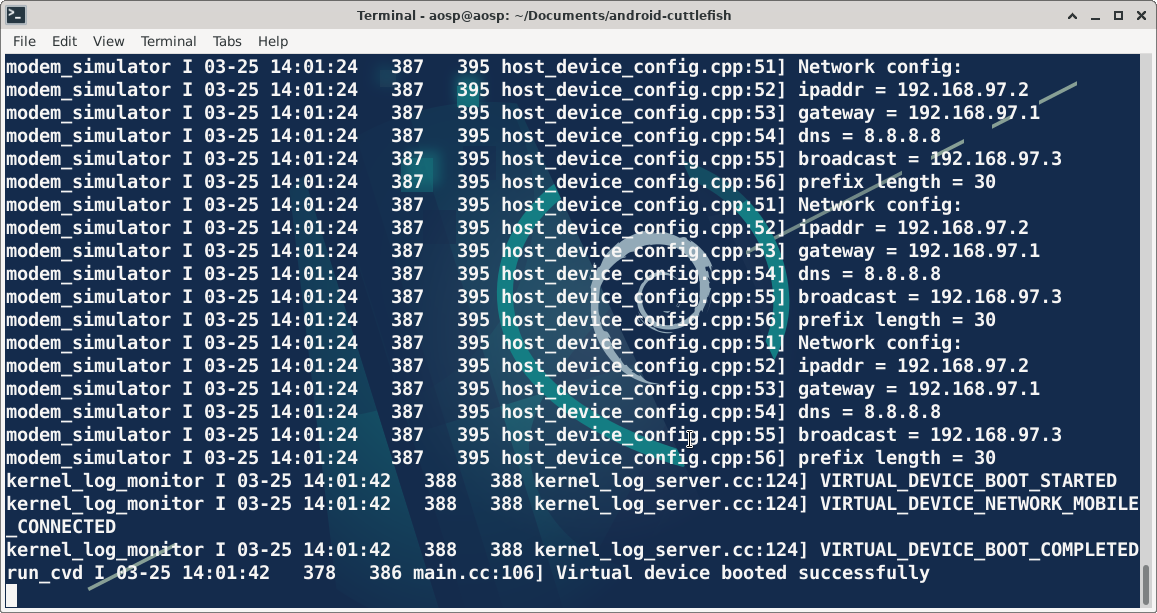 Terminal - aosp@aosp: ~/Documents/android-cuttlefish
File Edit View Terminal Tabs Help
modem_simulator I 03-25 14:01:24   387   395 host_device_config.cpp:51] Network config:
modem_simulator I 03-25 14:01:24   387   395 host_device_config.cpp:52] ipaddr = 192.168.97.2
modem_simulator I 03-25 14:01:24   387   395 host_device_config.cpp:53] gateway = 192.168.97.1
modem_simulator I 03-25 14:01:24   387   395 host_device_config.cpp:54] dns = 8.8.8.8
modem_simulator I 03-25 14:01:24   387   395 host_device_config.cpp:55] broadcast = 192.168.97.3
modem_simulator I 03-25 14:01:24   387   395 host_device_config.cpp:56] prefix length = 30
modem_simulator I 03-25 14:01:24   387   395 host_device_config.cpp:51] Network config:
modem_simulator I 03-25 14:01:24   387   395 host_device_config.cpp:52] ipaddr = 192.168.97.2
modem_simulator I 03-25 14:01:24   387   395 host_device_config.cpp:53] gateway = 192.168.97.1
modem_simulator I 03-25 14:01:24   387   395 host_device_config.cpp:54] dns = 8.8.8.8
modem_simulator I 03-25 14:01:24   387   395 host_device_config.cpp:55] broadcast = 192.168.97.3
modem_simulator I 03-25 14:01:24   387   395 host_device_config.cpp:56] prefix length = 30
modem_simulator I 03-25 14:01:24   387   395 host_device_config.cpp:51] Network config:
modem_simulator I 03-25 14:01:24   387   395 host_device_config.cpp:52] ipaddr = 192.168.97.2
modem_simulator I 03-25 14:01:24   387   395 host_device_config.cpp:53] gateway = 192.168.97.1
modem_simulator I 03-25 14:01:24   387   395 host_device_config.cpp:54] dns = 8.8.8.8
modem_simulator I 03-25 14:01:24   387   395 host_device_config.cpp:55] broadcast = 192.168.97.3
modem_simulator I 03-25 14:01:24   387   395 host_device_config.cpp:56] prefix length = 30
kernel_log_monitor I 03-25 14:01:42   388   388 kernel_log_server.cc:124] VIRTUAL_DEVICE_BOOT_STARTED
kernel_log_monitor I 03-25 14:01:42   388   388 kernel_log_server.cc:124] VIRTUAL_DEVICE_NETWORK_MOBILE
_CONNECTED
kernel_log_monitor I 03-25 14:01:42   388   388 kernel_log_server.cc:124] VIRTUAL_DEVICE_BOOT_COMPLETED
run_cvd I 03-25 14:01:42   378   386 main.cc:106] Virtual device booted successfully